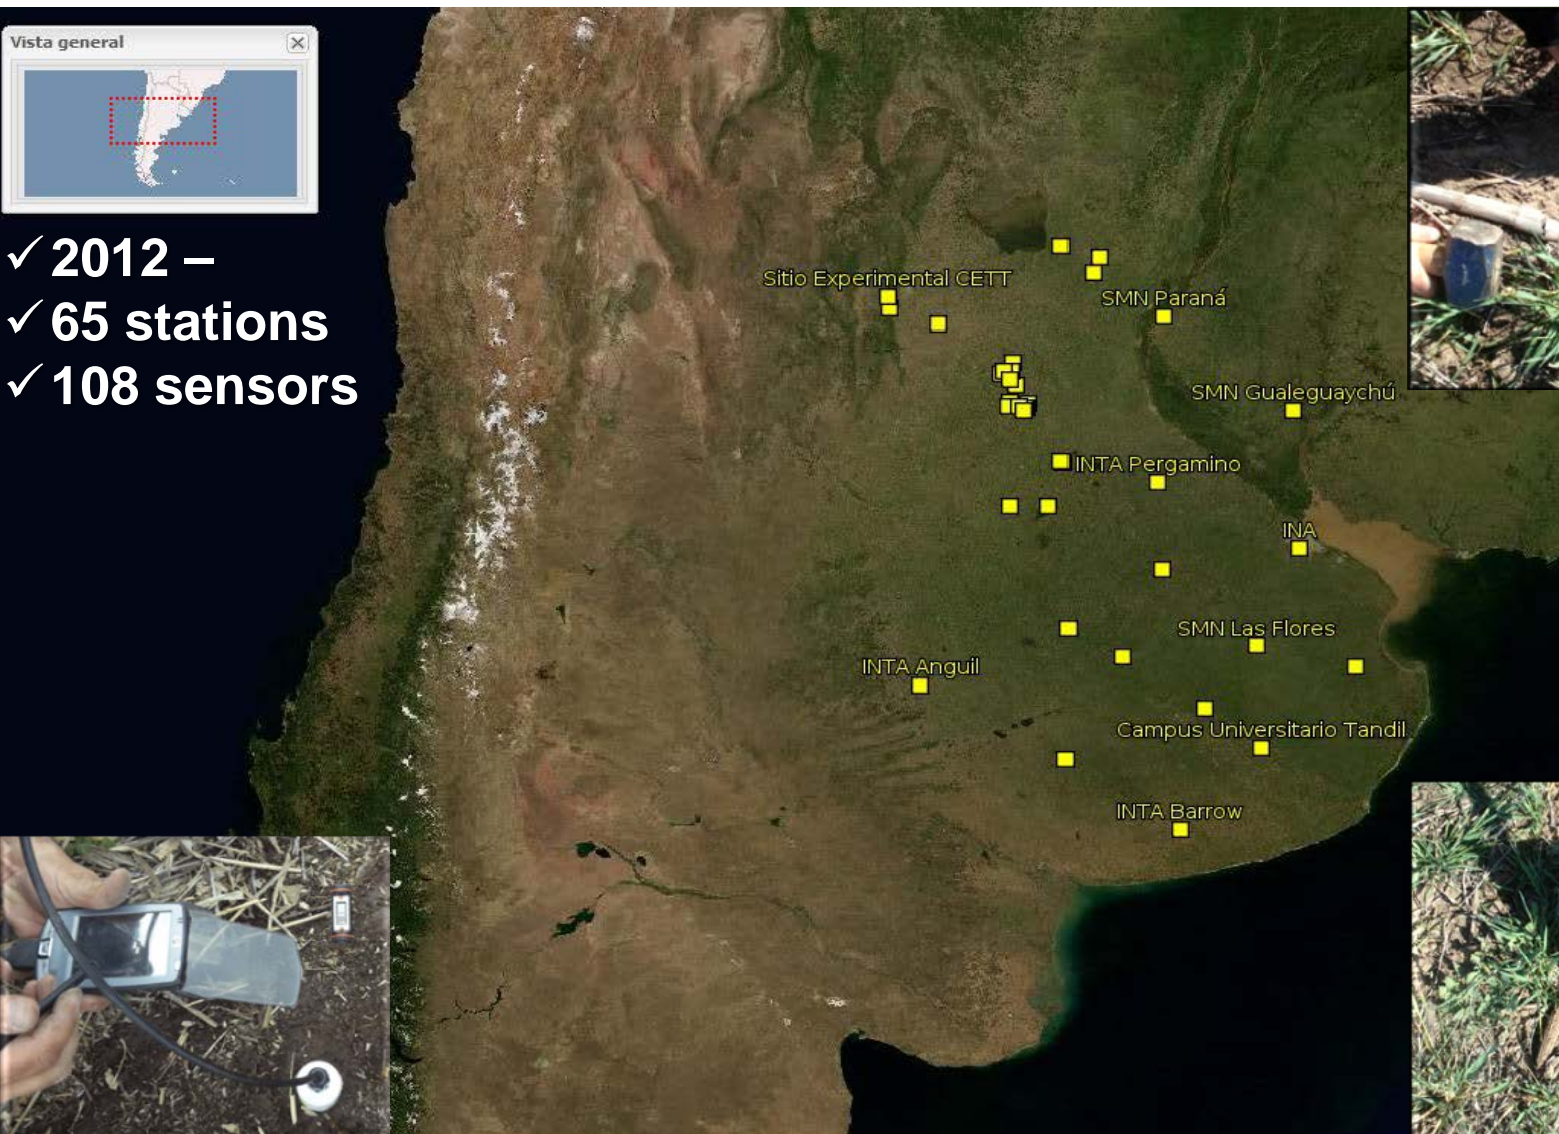 Vista general
✓ 2012 –
✓ 65 stations
✓ 108 sensors
Sitio Experimental CETT
SMN Paraná
SMN Gualeguaychú
INTA Pergamino
INA
SMN Las Flores
INTA Anguil
Campus Universitario Tandil
INTA Barrow